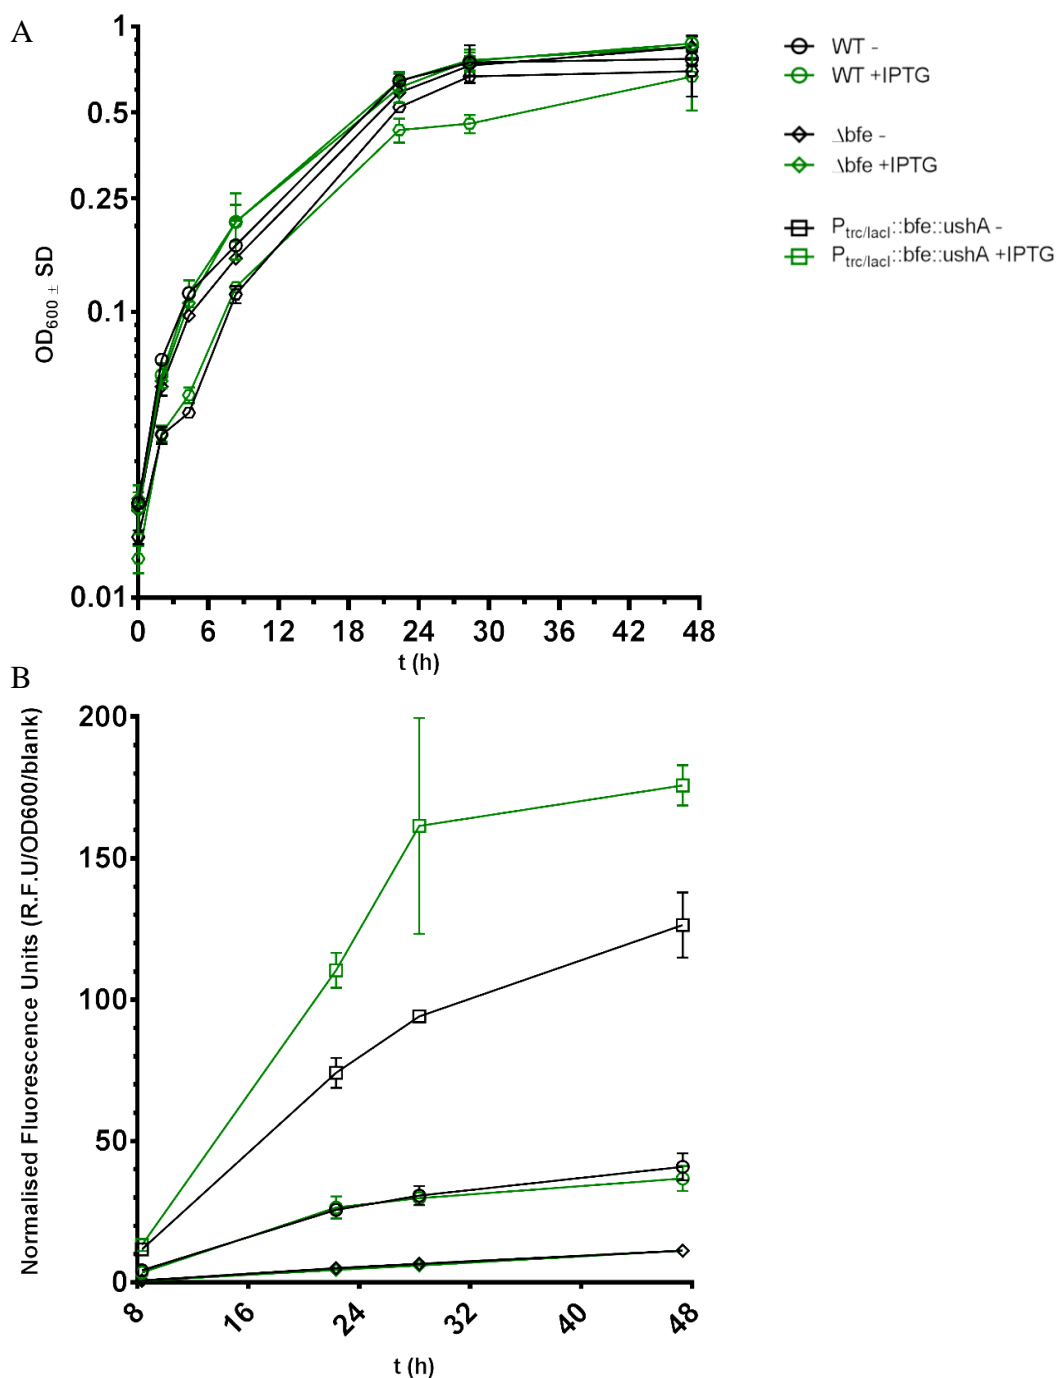 A
1
0.5
0.25
0.1
0.01
OD600 ± SD
0 6 12 18 24 30 36 42 48
t (h)
WT -
WT +IPTG
Δbfe -
Δbfe +IPTG
Ptrc/lacI::bfe::ushA -
Ptrc/lacI::bfe::ushA +IPTG
B
200
150
100
50
0
Normalised Fluorescence Units (R.F.U/OD600/blank)
8 16 24 32 40 48
t (h)